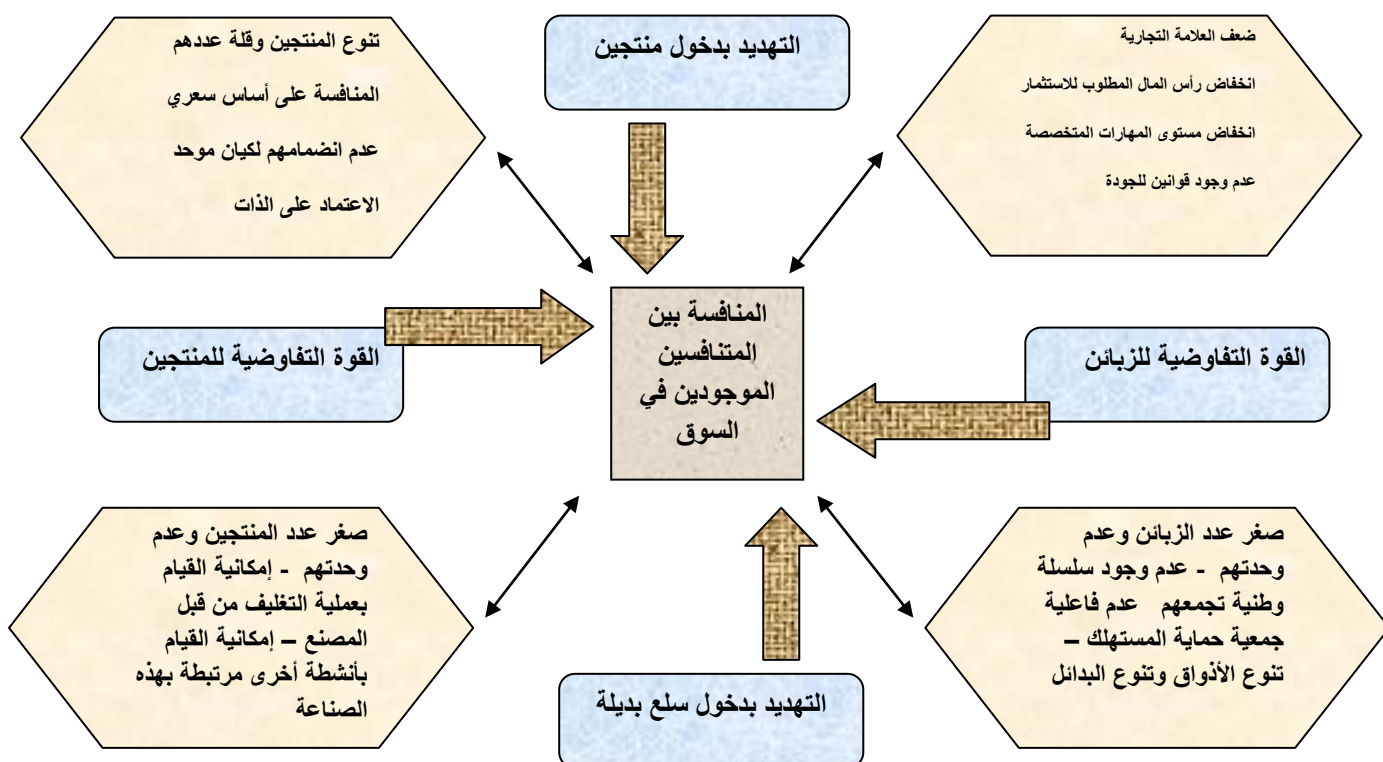 ضعف العلامة التجارية
انخفاض رأس المال المطلوب للاستثمار
انخفاض مستوى المهارات المتخصصة
عدم وجود قوانين للجودة
التهديد بدخول منتجين
تنوع المنتجين وقلة عددهم
المنافسة على أساس سعري
عدم انضمامهم لكيان موحد
الاعتماد على الذات
القوة التفاوضية للزبائن
المنافسة بين
المتنافسين
الموجودين في
السوق
القوة التفاوضية للمنتجين
صغر عدد الزبائن وعدم
وحدتهم - عدم وجود سلسلة
وطنية تجمعهم عدم فاعلية
جمعية حماية المستهلك –
تنوع الأذواق وتنوع البدائل
التهديد بدخول سلع بديلة
صغر عدد المنتجين وعدم
وحدتهم - إمكانية القيام
بعملية التغليف من قبل
المصنع – إمكانية القيام
بأنشطة أخرى مرتبطة بهذه
الصناعة